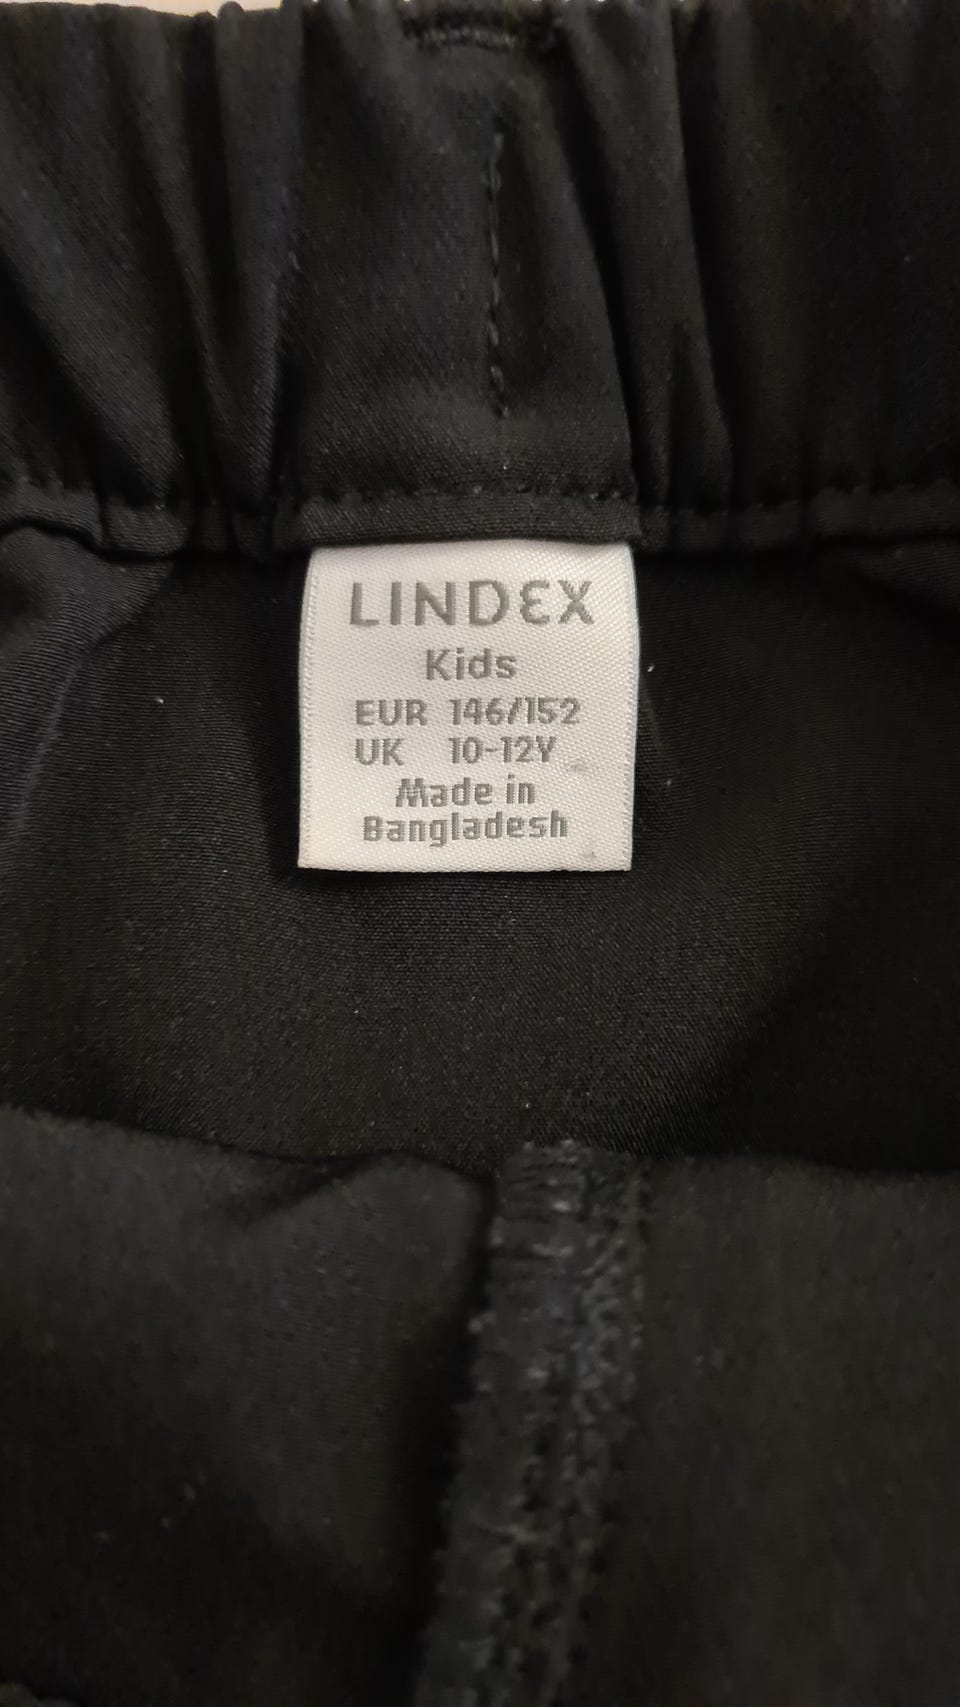 LINDEX
Kids
EUR 146/152
UK 10-12Y
Made in
Bangladesh